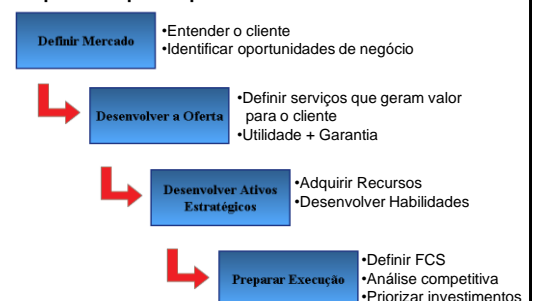 Definir Mercado
•Entender o cliente
•Identificar oportunidades de negócio
Desenvolver a Oferta
•Definir serviços que geram valor
para o cliente
•Utilidade + Garantia
Desenvolver Ativos
Estratégicos
•Adquirir Recursos
•Desenvolver Habilidades
Preparar Execução
•Definir FCS
•Análise competitiva
•Priorizar investimentos